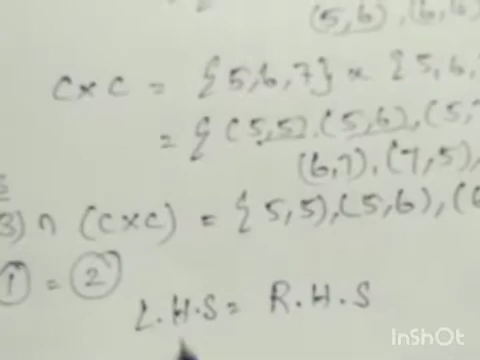 (5,6), (6,6)
C×C = {5,6,7} × {5,6,
= {(5,5), (5,6), (5,7
(6,7), (7,5),
3) ∩ (C×C) = {5,5), (5,6), (6
① = ②
L.H.S = R.H.S
InShOt